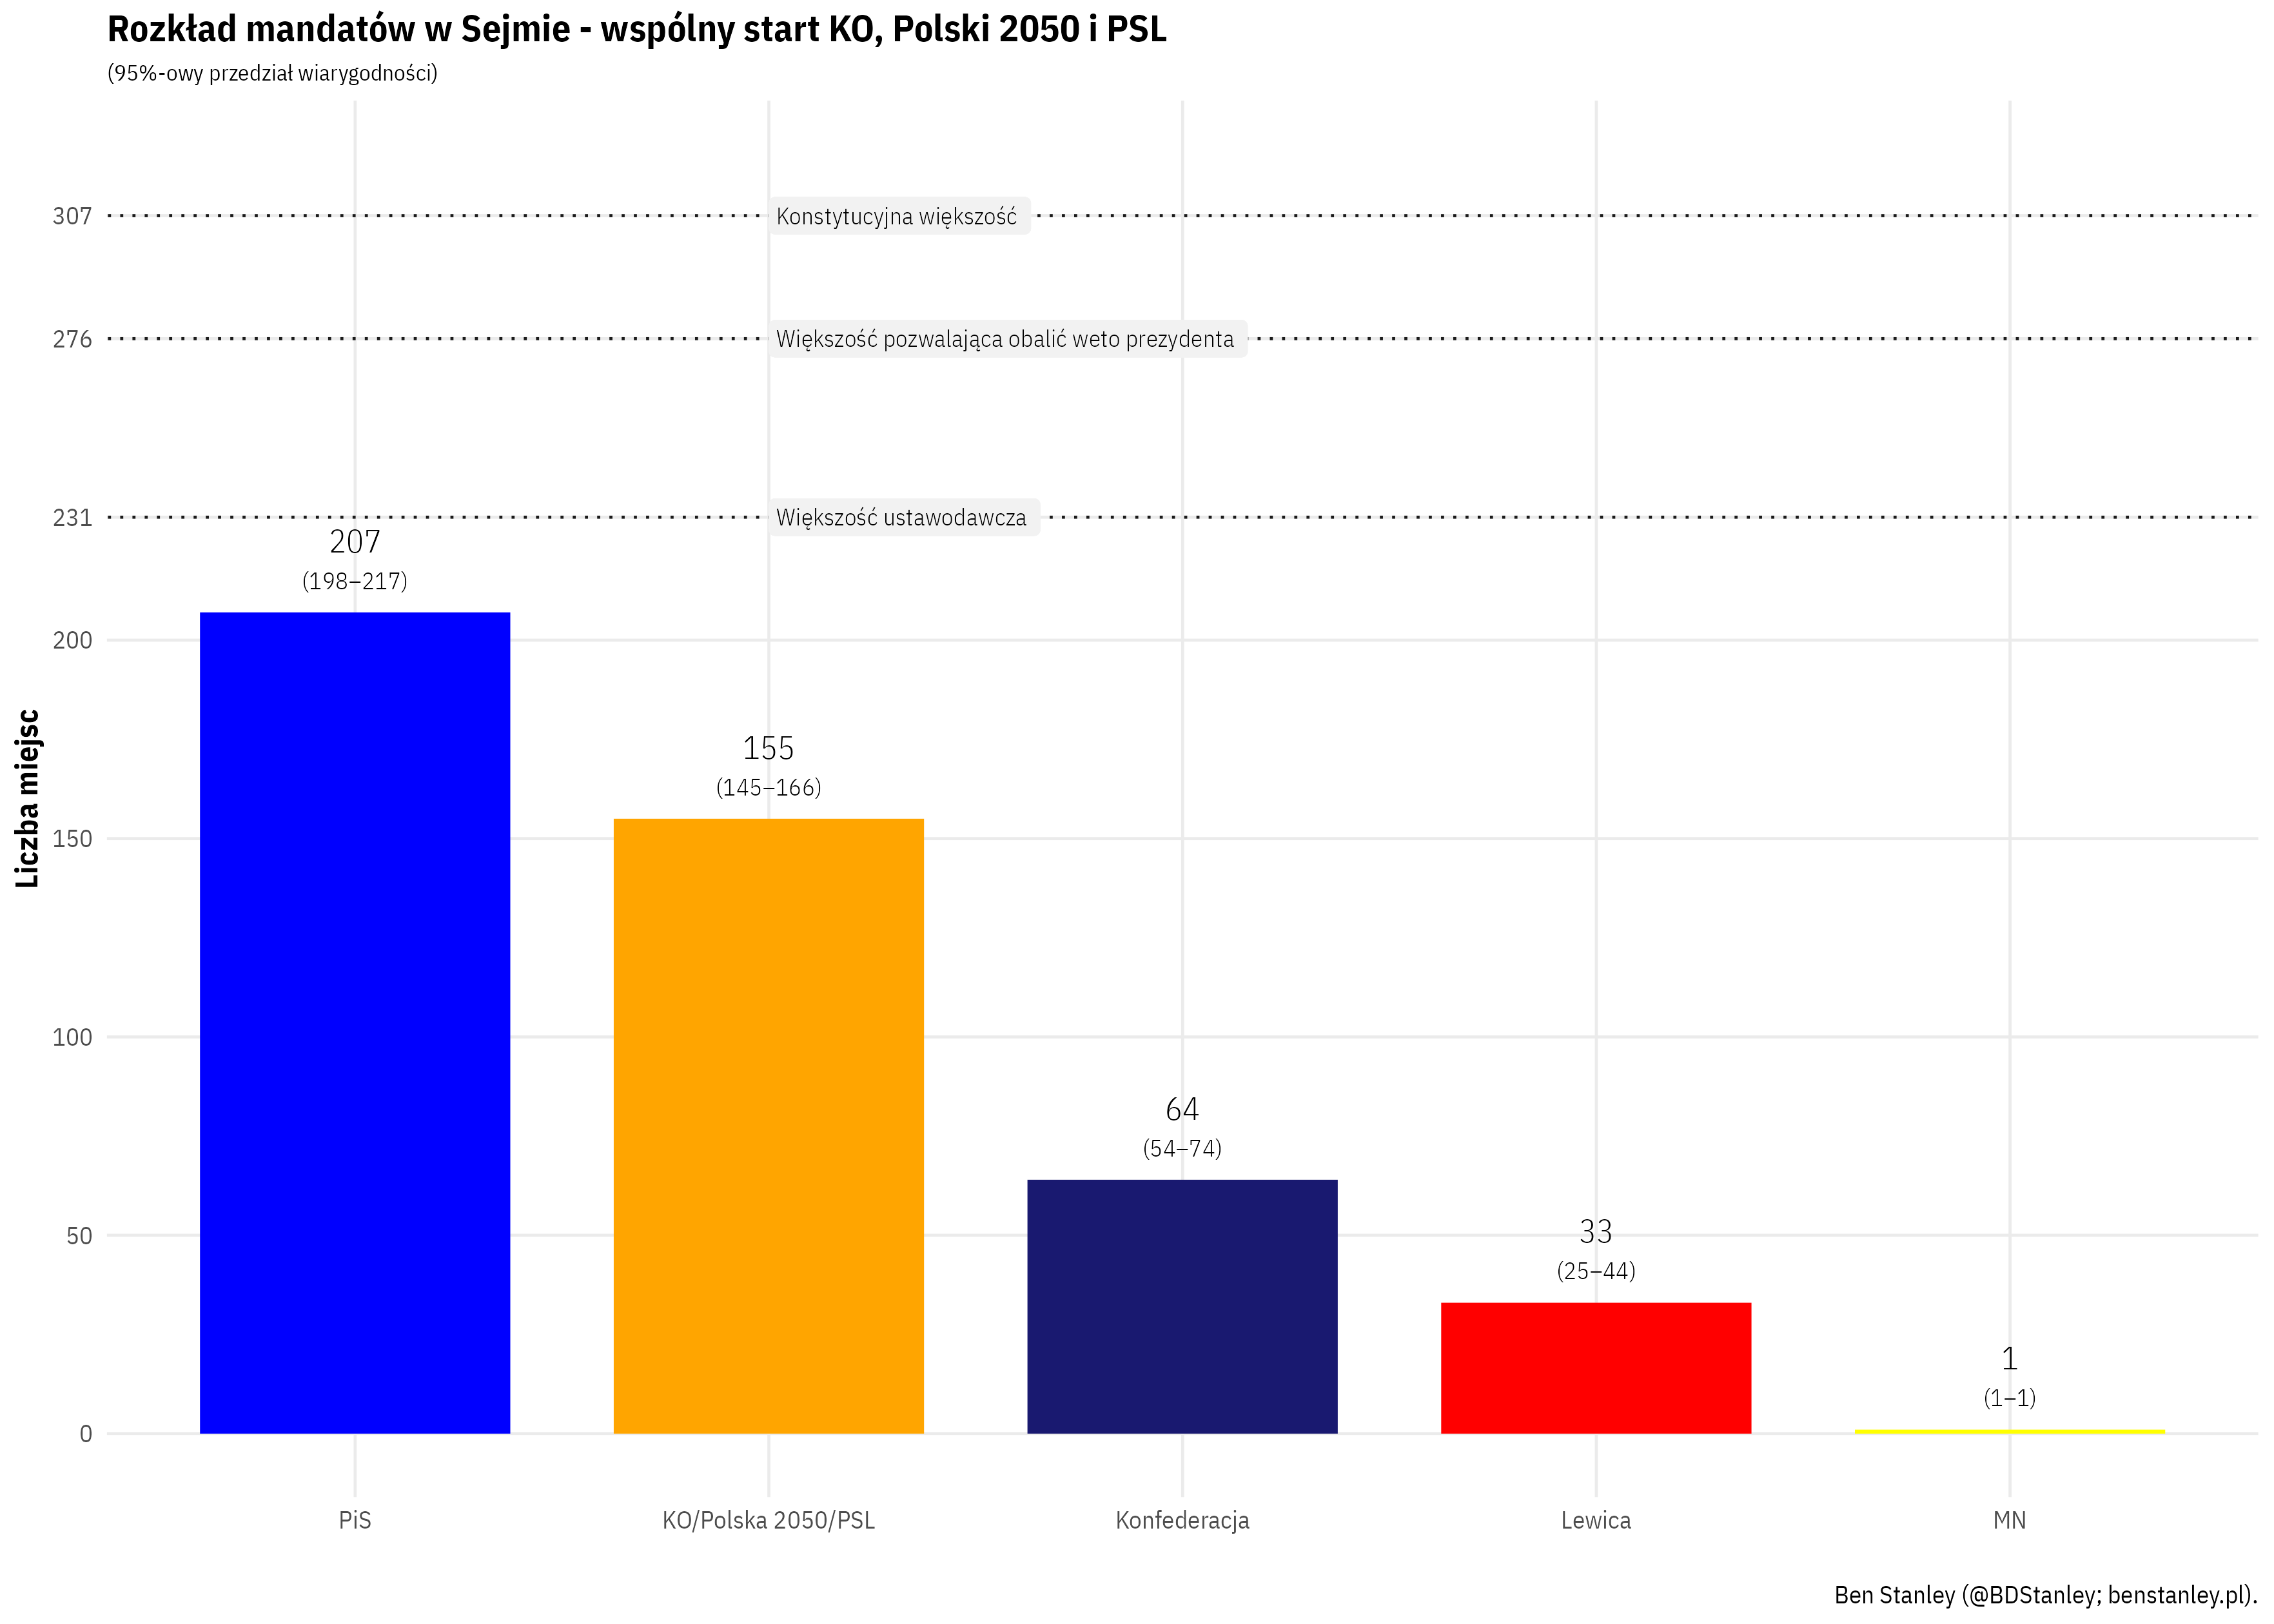 Rozkład mandatów w Sejmie - wspólny start KO, Polski 2050 i PSL
(95%-owy przedział wiarygodności)
Liczba miejsc
307
Konstytucyjna większość
276
Większość pozwalająca obalić weto prezydenta
231
Większość ustawodawcza
207
(198–217)
200
155
(145–166)
150
100
64
(54–74)
50
33
(25–44)
1
(1–1)
0
PiS
KO/Polska 2050/PSL
Konfederacja
Lewica
MN
Ben Stanley (@BDStanley; benstanley.pl).